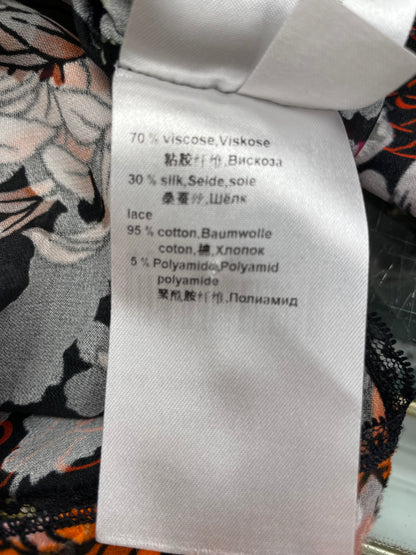 70 % viscose,Viskose
粘胶纤维,Вискоза
30 % silk,Seide,soie
桑蚕丝,Шёлк
lace
95 % cotton,Baumwolle
coton,棉,Хлопок
5 % Polyamide,Polyamid
polyamide
聚酰胺纤维,Полиамид